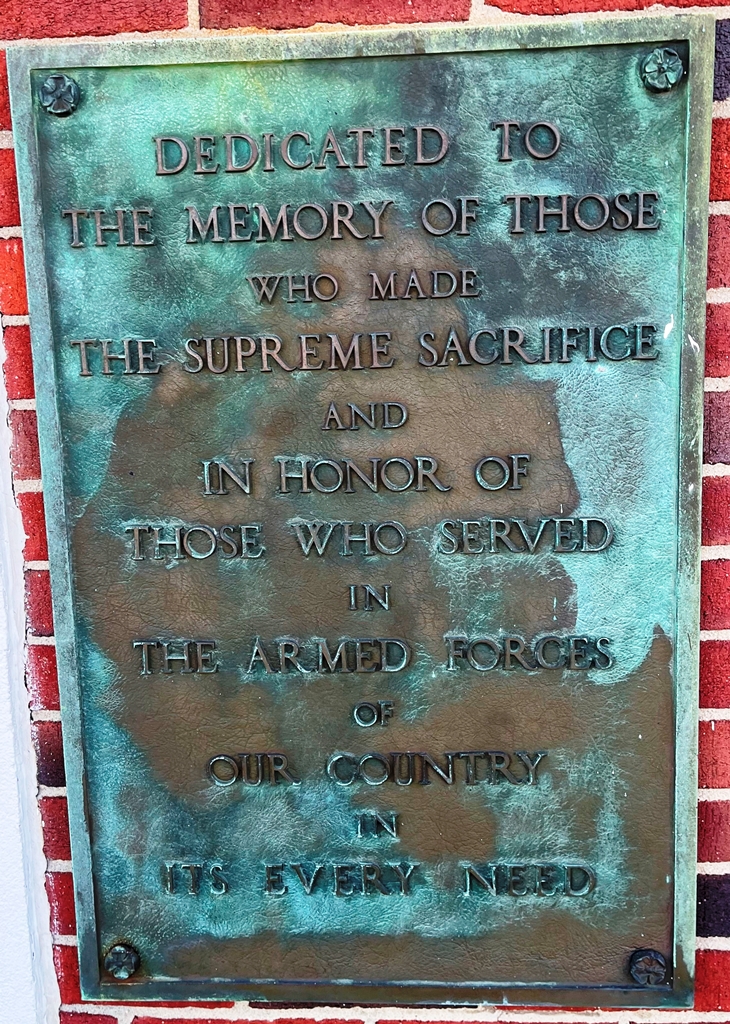 DEDICATED TO
THE MEMORY OF THOSE
WHO MADE
THE SUPREME SACRIFICE
AND
IN HONOR OF
THOSE WHO SERVED
IN
THE ARMED FORCES
OF
OUR COUNTRY
IN
ITS EVERY NEED